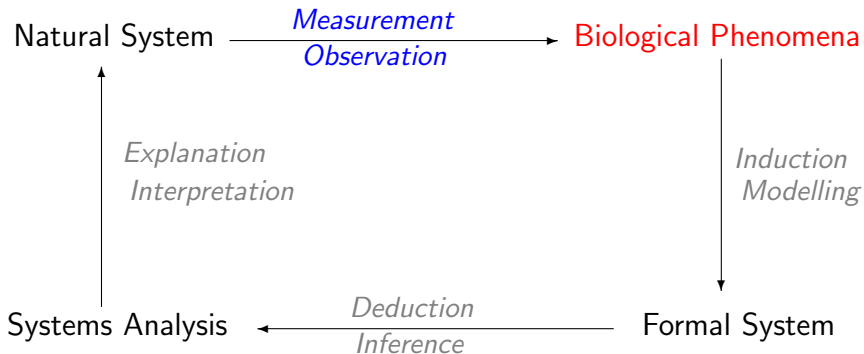 Natural System
Measurement
Observation
Biological Phenomena
Explanation
Interpretation
Induction
Modelling
Systems Analysis
Deduction
Inference
Formal System